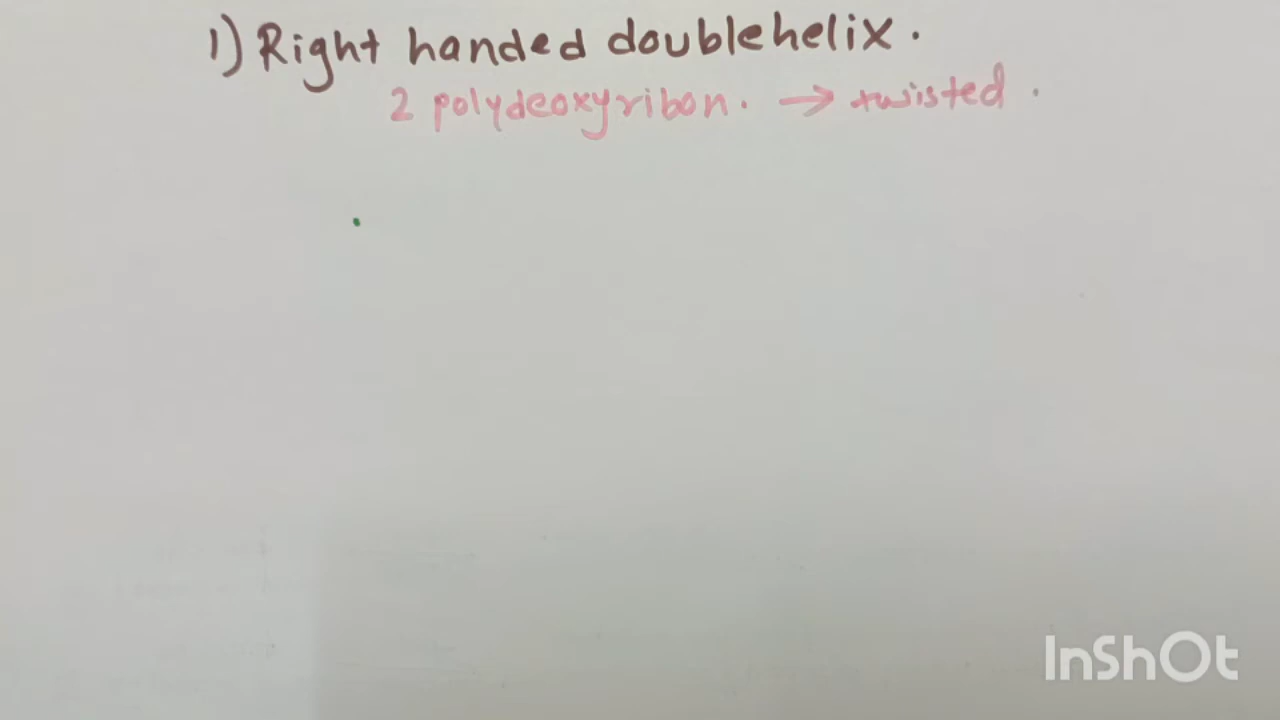 1) Right handed doublehelix.
2 polydeoxyribon. → twisted.
InShOt